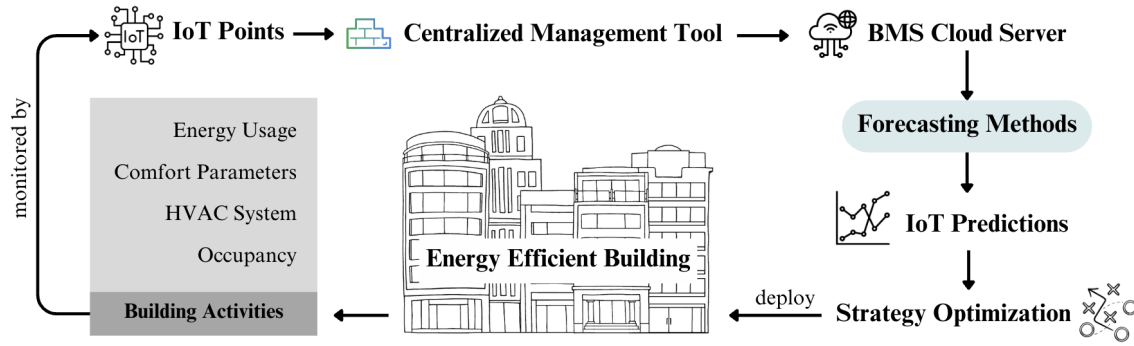 IoT
IoT Points
Centralized Management Tool
BMS Cloud Server
monitored by
Energy Usage
Comfort Parameters
HVAC System
Occupancy
Building Activities
Energy Efficient Building
Forecasting Methods
IoT Predictions
deploy
Strategy Optimization